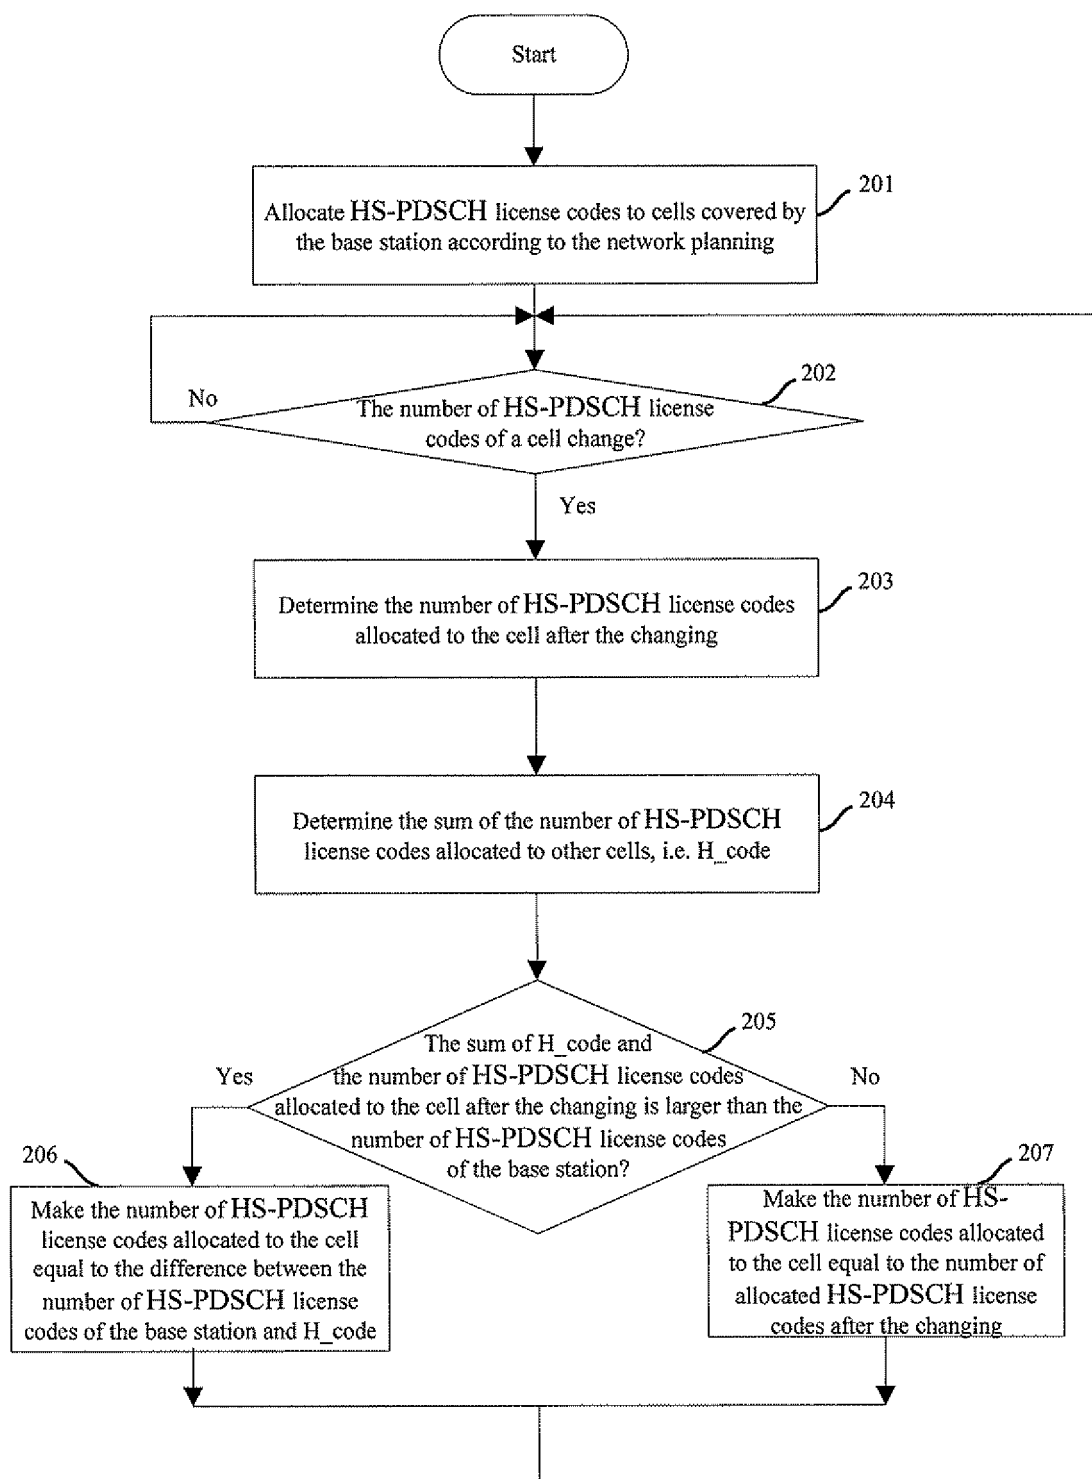 Start
201
Allocate HS-PDSCH license codes to cells covered by
the base station according to the network planning
202
No
The number of HS-PDSCH license
codes of a cell change?
Yes
203
Determine the number of HS-PDSCH license codes
allocated to the cell after the changing
204
Determine the sum of the number of HS-PDSCH
license codes allocated to other cells, i.e. H_code
205
The sum of H_code and
the number of HS-PDSCH license codes
allocated to the cell after the changing is larger than the
number of HS-PDSCH license codes
of the base station?
Yes
No
206
Make the number of HS-PDSCH
license codes allocated to the cell
equal to the difference between the
number of HS-PDSCH license
codes of the base station and H_code
207
Make the number of HS-
PDSCH license codes allocated
to the cell equal to the number of
allocated HS-PDSCH license
codes after the changing